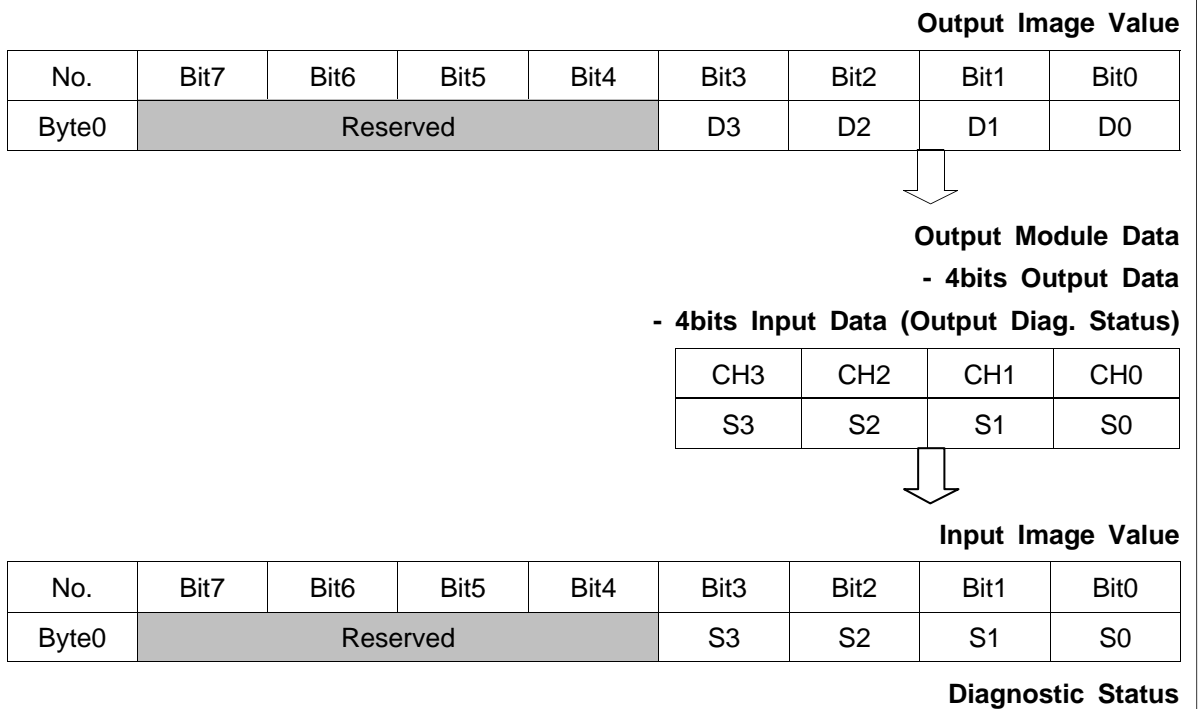 Output Image Value
No. Bit7 Bit6 Bit5 Bit4 Bit3 Bit2 Bit1 Bit0
Byte0 Reserved D3 D2 D1 D0
Output Module Data
- 4bits Output Data
- 4bits Input Data (Output Diag. Status)
CH3 CH2 CH1 CH0
S3 S2 S1 S0
Input Image Value
No. Bit7 Bit6 Bit5 Bit4 Bit3 Bit2 Bit1 Bit0
Byte0 Reserved S3 S2 S1 S0
Diagnostic Status